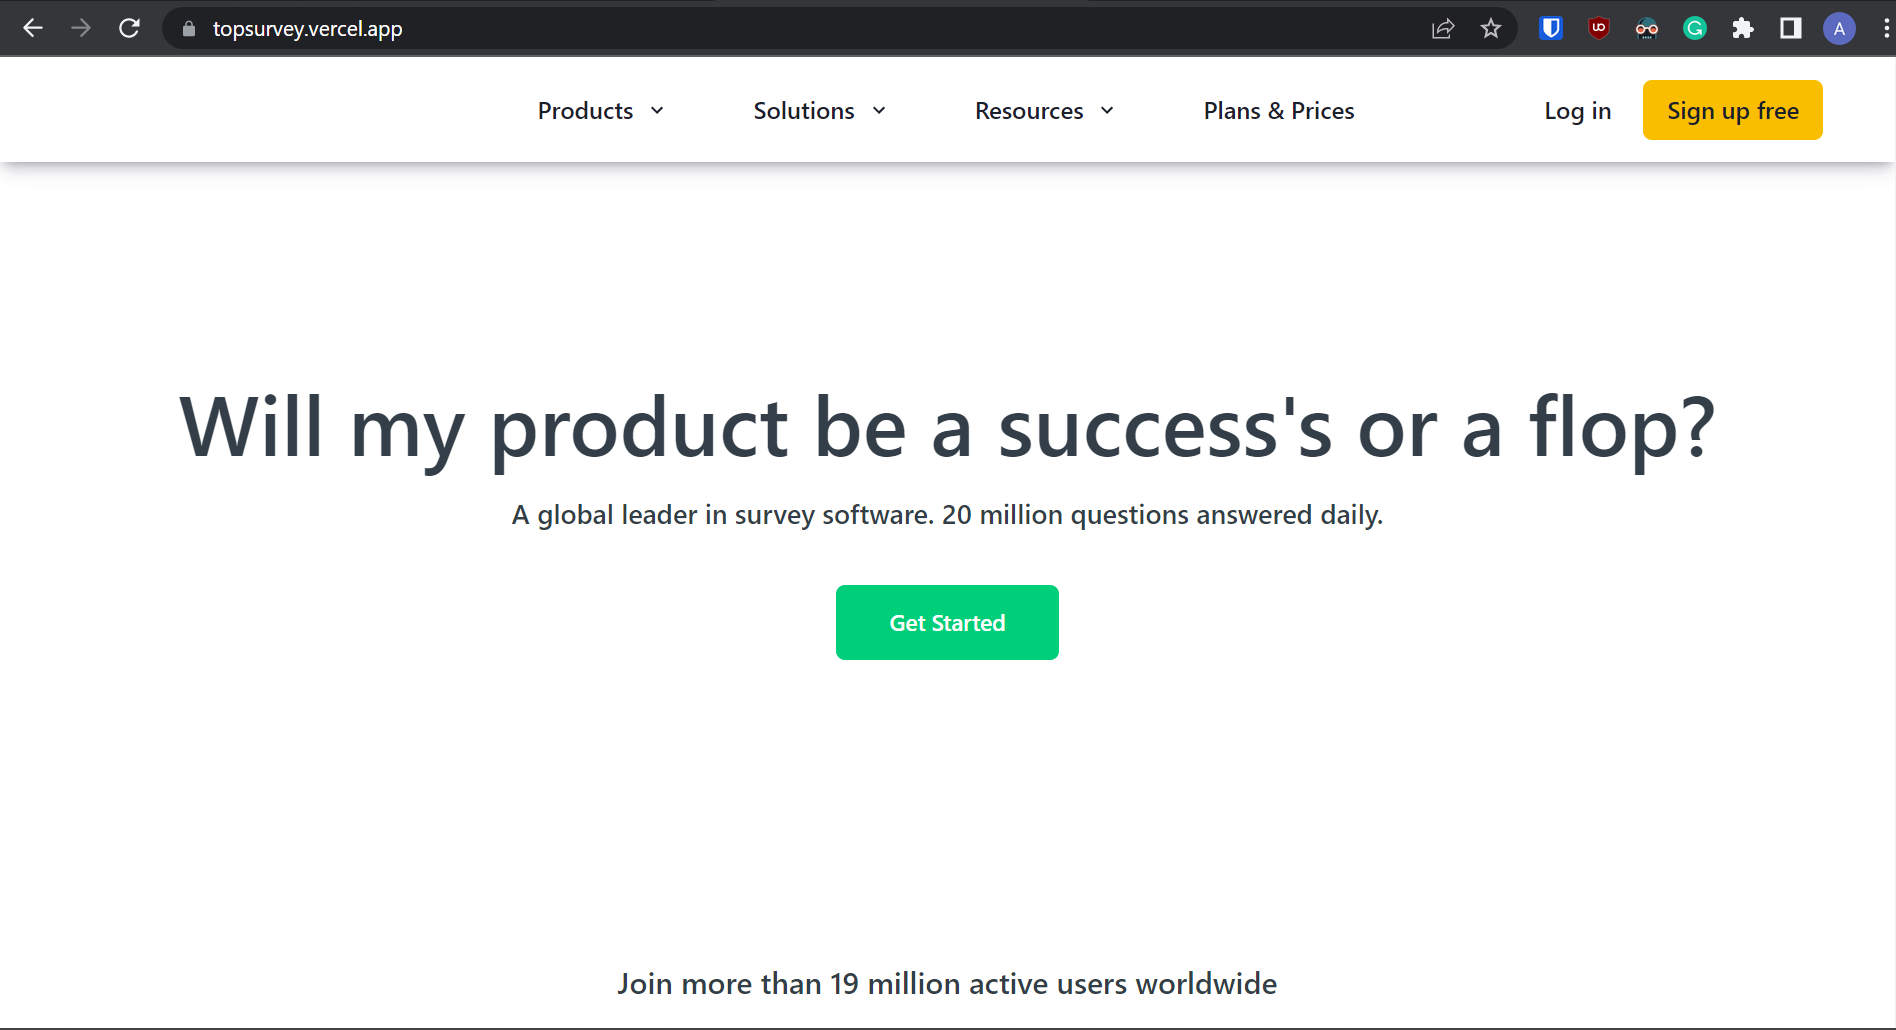 topsurvey.vercel.app
A
Products
Solutions
Resources
Plans & Prices
Log in
Sign up free
Will my product be a success's or a flop?
A global leader in survey software. 20 million questions answered daily.
Get Started
Join more than 19 million active users worldwide